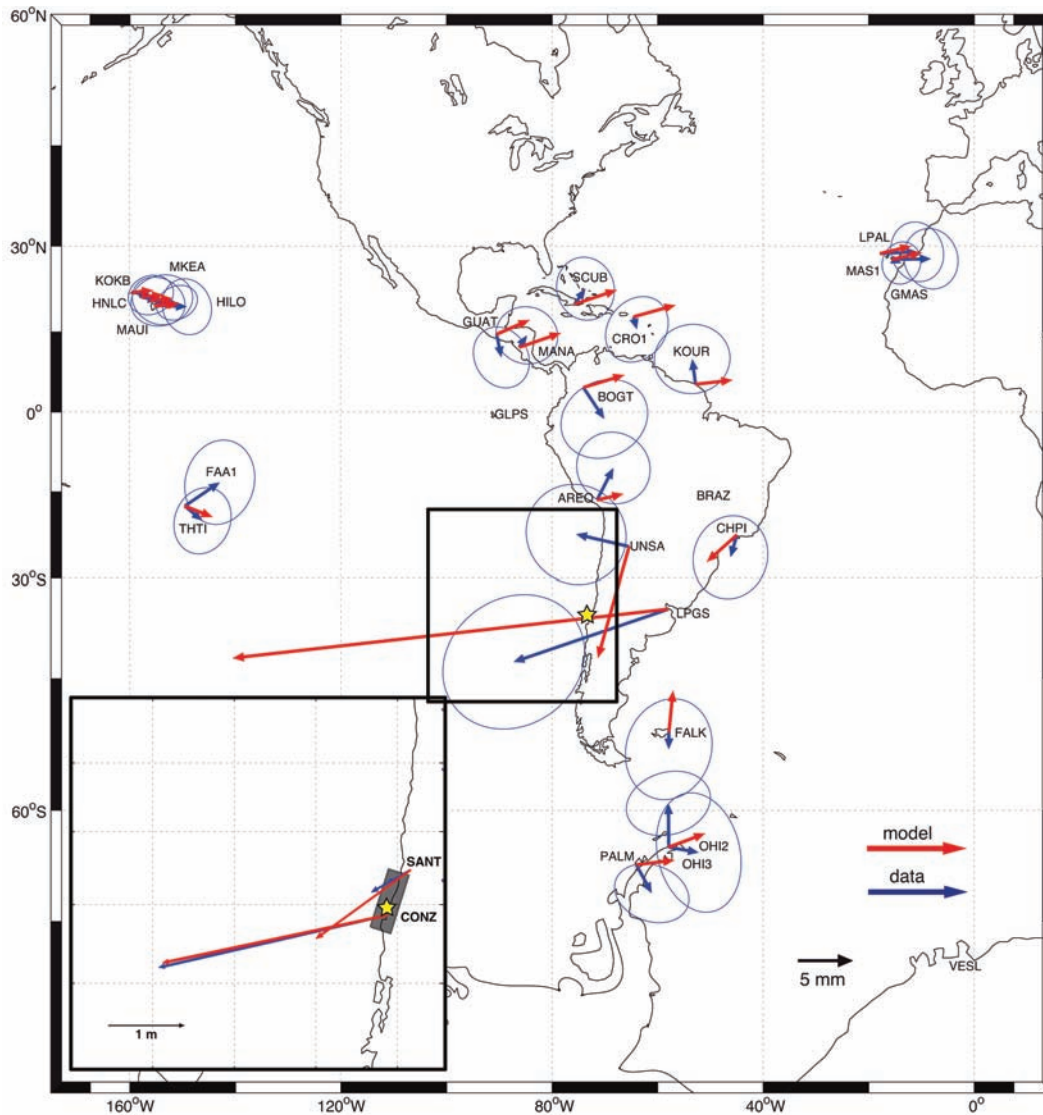 60°N
30°N
0°
30°S
60°S
160°W
120°W
80°W
40°W
0°
KOKB
MKEA
HNLC
HILO
MAUI
LPAL
MAS1
GMAS
SCUB
GUAT
MANA
CRO1
KOUR
BOGT
GLPS
FAA1
THTI
AREQ
BRAZ
CHPI
UNSA
LPGS
FALK
PALM
OHI2
OHI3
VESL
model
data
5 mm
SANT
CONZ
1 m